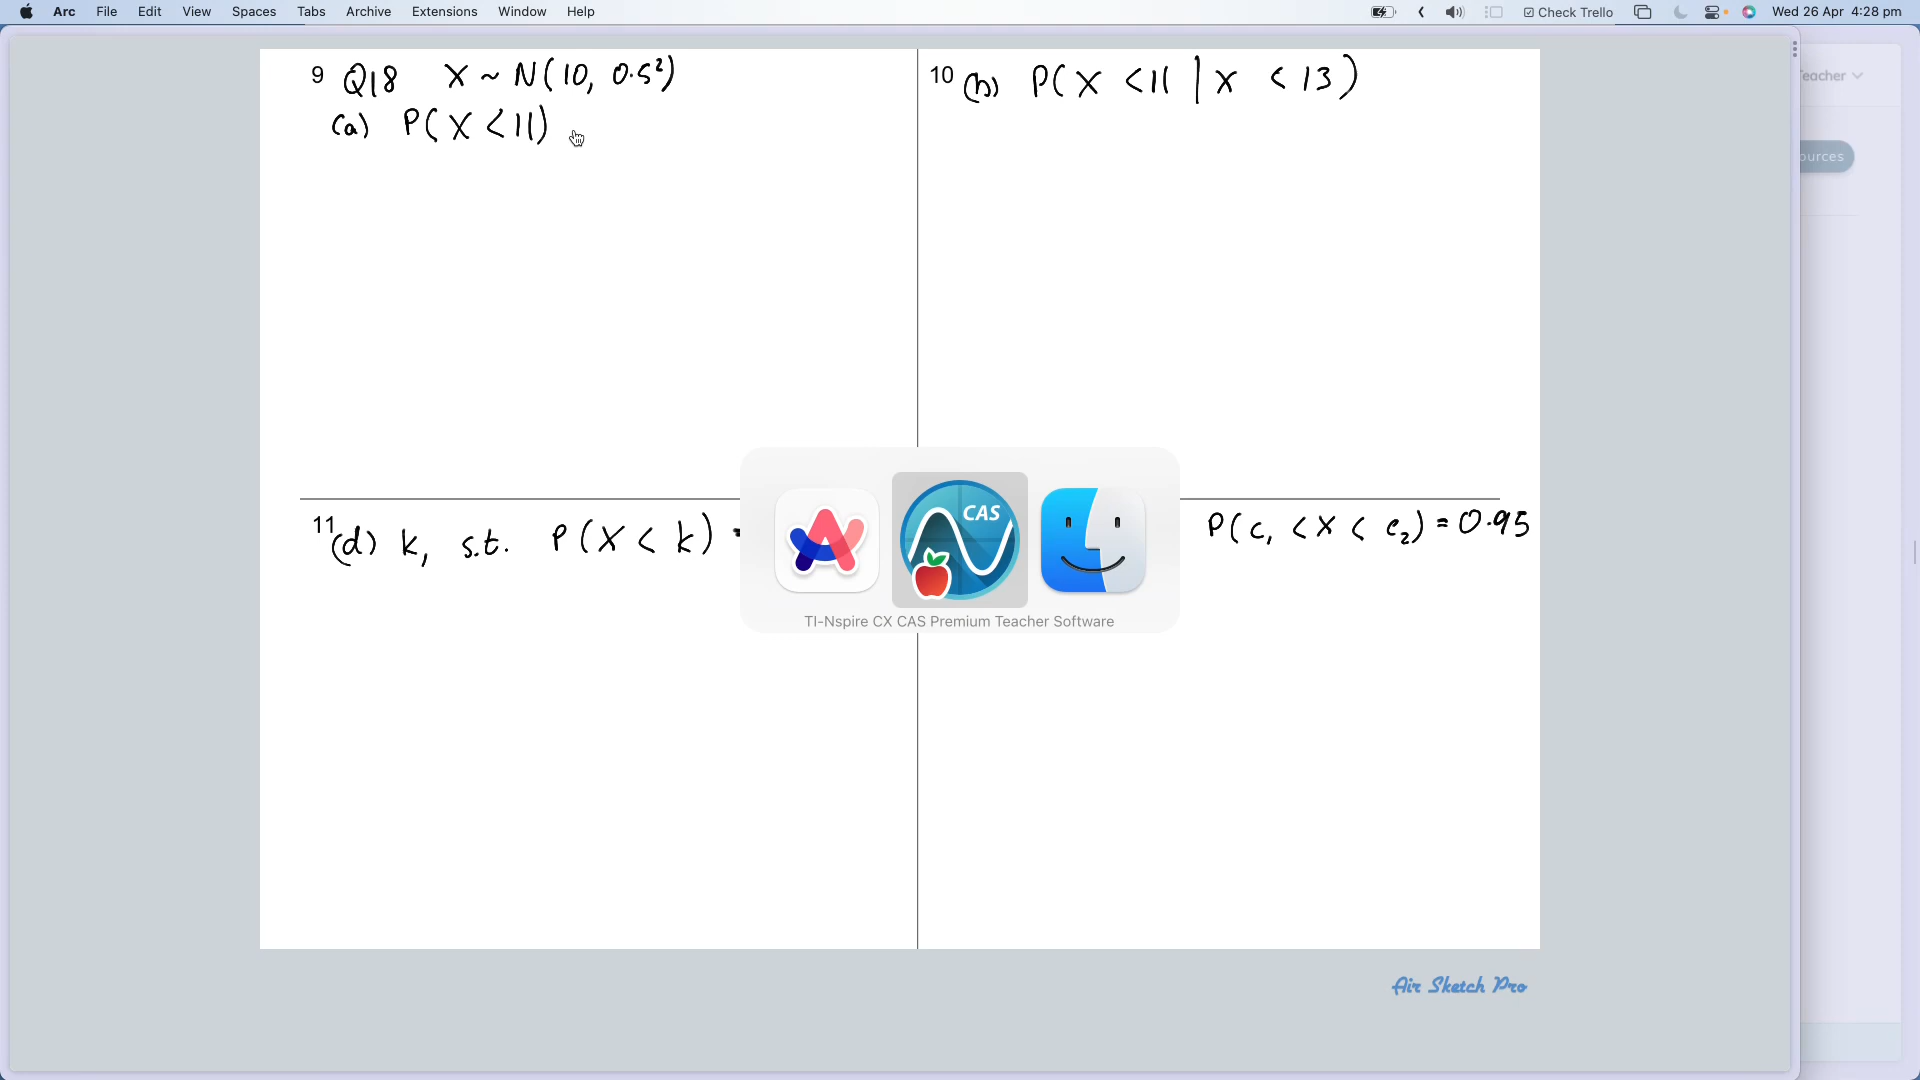 Arc File Edit View Spaces Tabs Archive Extensions Window Help Check Trello Wed 26 Apr 4:28 pm
Teacher
ources
9 Q18 X ~ N(10, 0.5²)
(a) P(X < 11)
10 (b) P(X < 11 | X < 13)
11 (d) k, s.t. P(X < k) =
P(c₁ < X < c₂) = 0.95
CAS
TI-Nspire CX CAS Premium Teacher Software
Air Sketch Pro